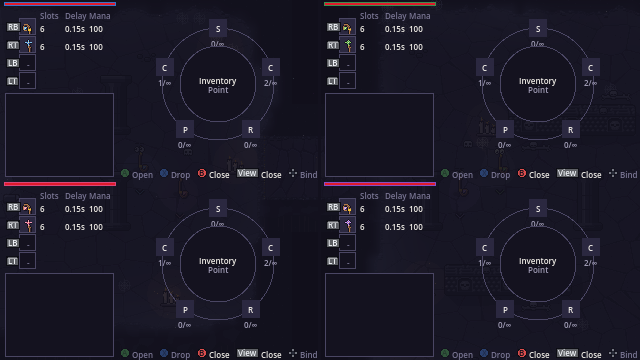 Slots Delay Mana
RB 6 0.15s 100
RT 6 0.15s 100
LB -
LT -
S
0/∞
C
1/∞
C
2/∞
Inventory
Point
P
0/∞
R
0/∞
Open Drop B Close View Close Bind
Slots Delay Mana
RB 6 0.15s 100
RT 6 0.15s 100
LB -
LT -
S
0/∞
C
1/∞
C
2/∞
Inventory
Point
P
0/∞
R
0/∞
Open Drop B Close View Close Bind
Slots Delay Mana
RB 6 0.15s 100
RT 6 0.15s 100
LB -
LT -
S
0/∞
C
1/∞
C
2/∞
Inventory
Point
P
0/∞
R
0/∞
Open Drop B Close View Close Bind
Slots Delay Mana
RB 6 0.15s 100
RT 6 0.15s 100
LB -
LT -
S
0/∞
C
1/∞
C
2/∞
Inventory
Point
P
0/∞
R
0/∞
Open Drop B Close View Close Bind